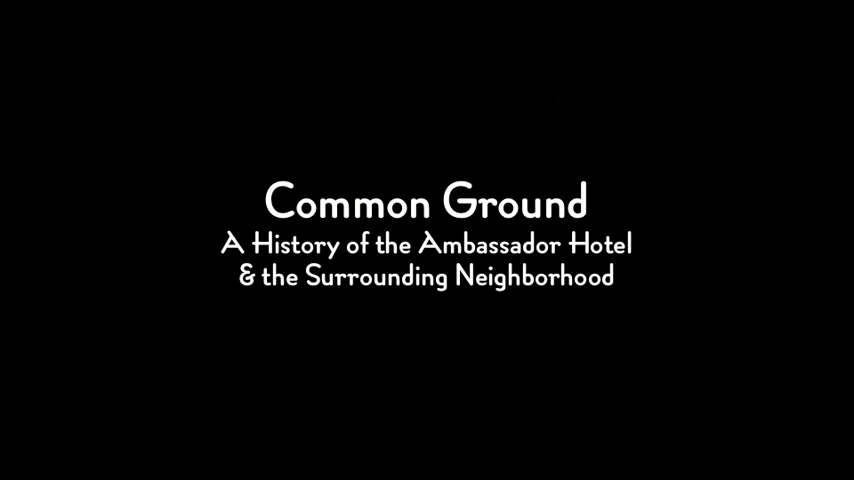 Common Ground
A History of the Ambassador Hotel
& the Surrounding Neighborhood